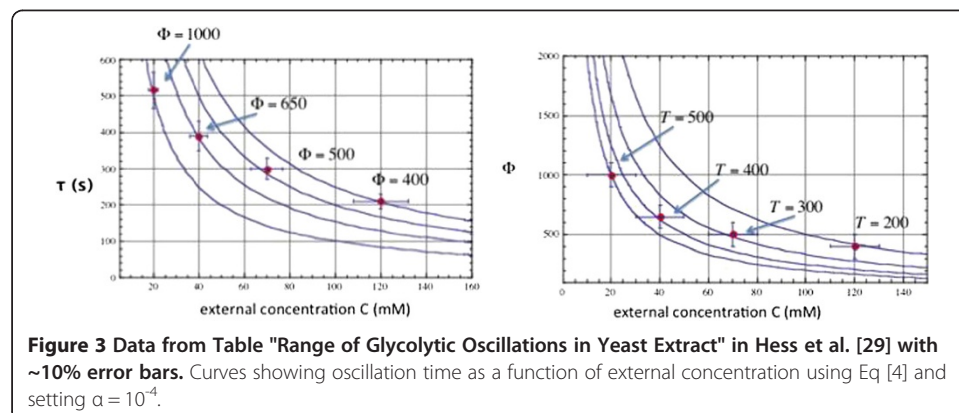 Φ = 1000
600
500
400
300
200
100
0
τ (s)
Φ = 650
Φ = 500
Φ = 400
20
40
60
80
100
120
140
160
external concentration C (mM)
2000
1500
1000
500
Φ
T = 500
T = 400
T = 300
T = 200
0
20
40
60
80
100
120
140
external concentration C (mM)
Figure 3 Data from Table "Range of Glycolytic Oscillations in Yeast Extract" in Hess et al. [29] with
~10% error bars. Curves showing oscillation time as a function of external concentration using Eq [4] and
setting α = 10⁻⁴.